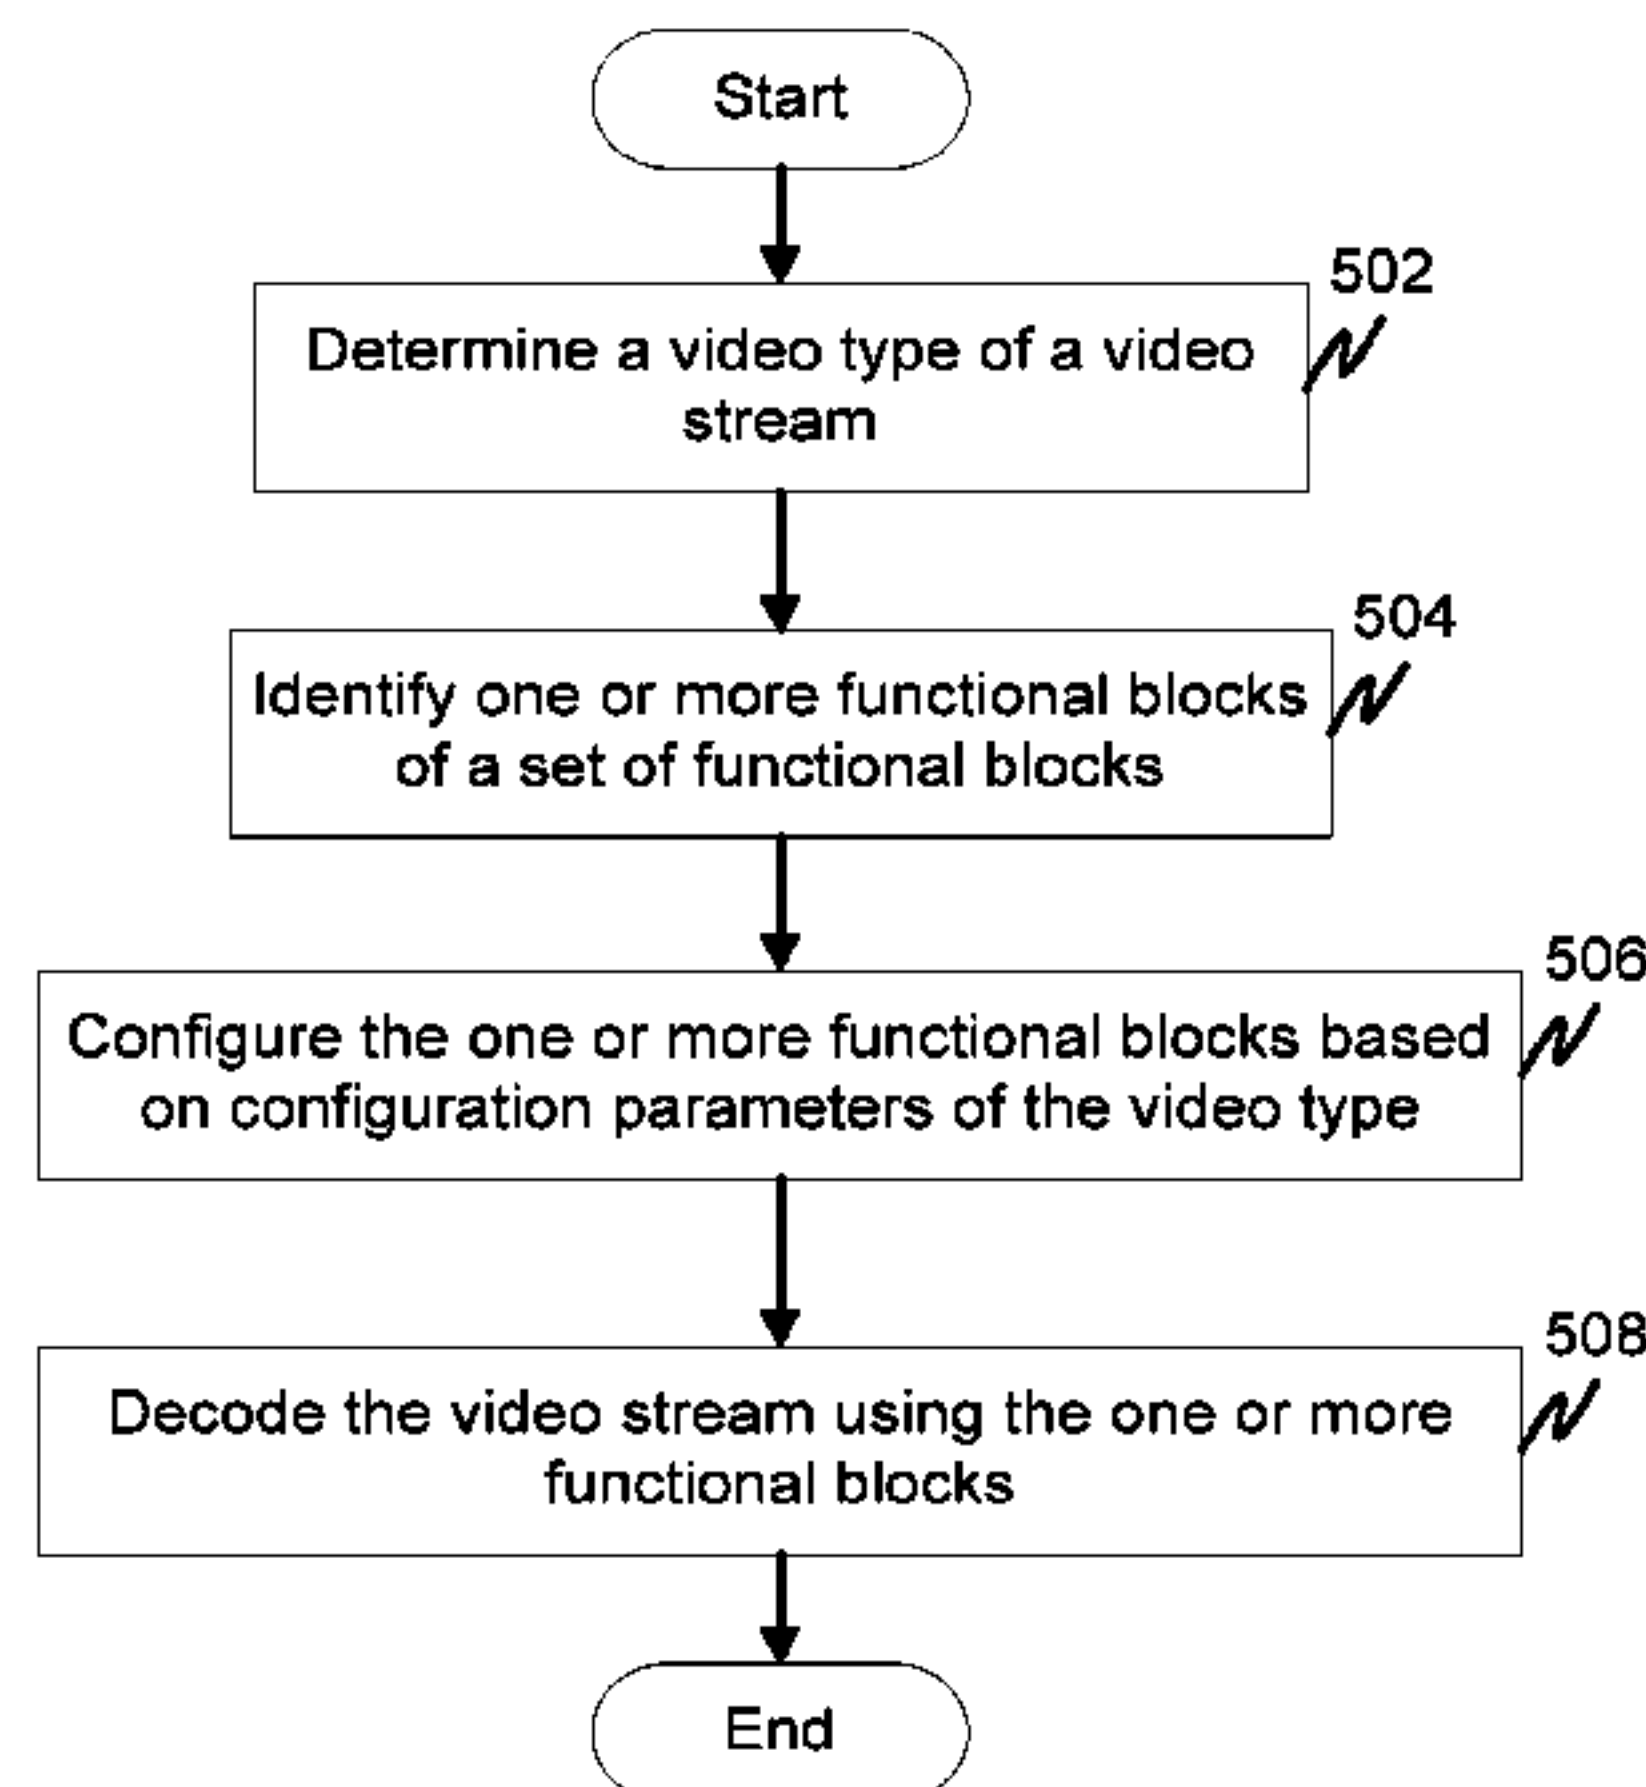 Start
502
Determine a video type of a video
stream
504
Identify one or more functional blocks
of a set of functional blocks
506
Configure the one or more functional blocks based
on configuration parameters of the video type
508
Decode the video stream using the one or more
functional blocks
End